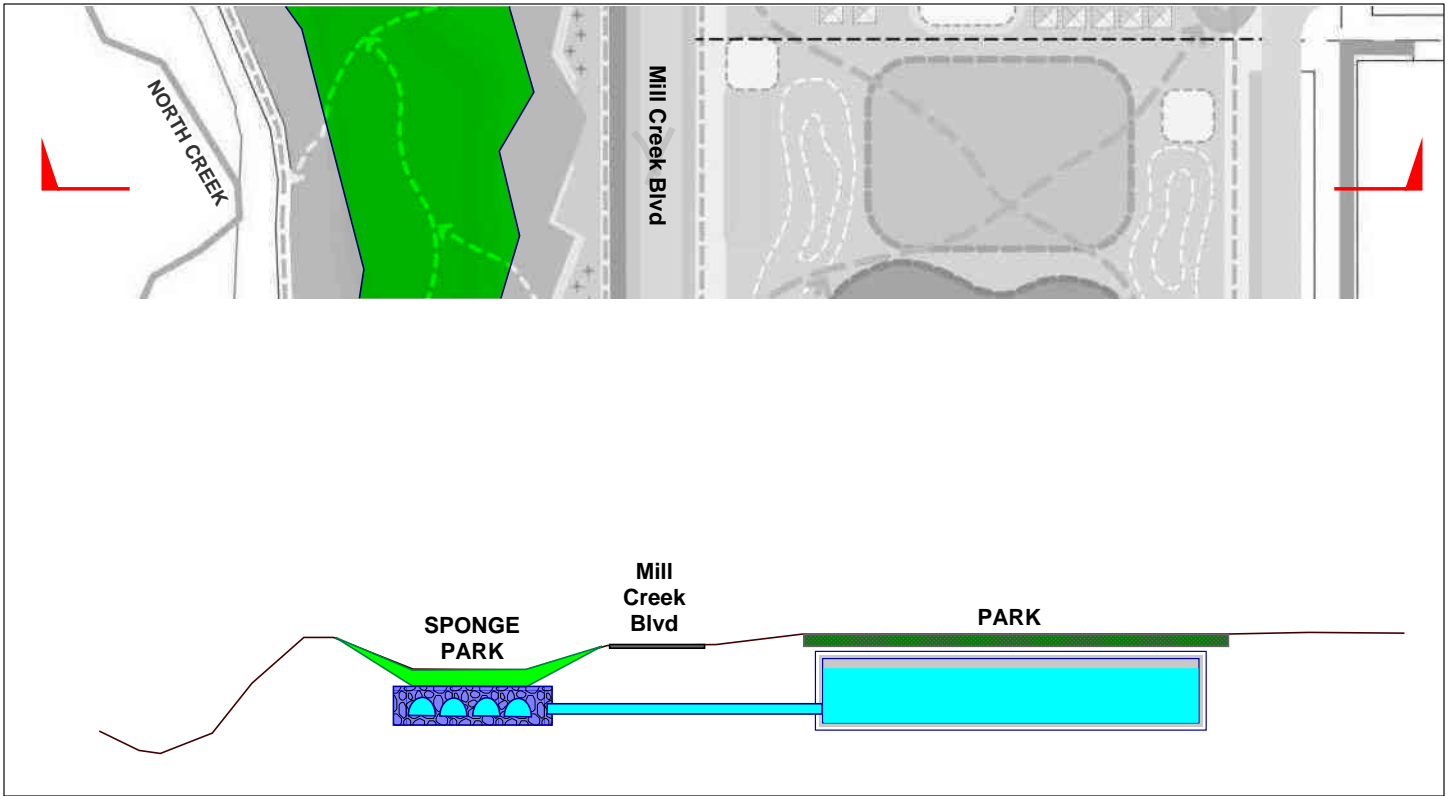 NORTH CREEK
Mill Creek Blvd
Mill
Creek
Blvd
SPONGE
PARK
PARK